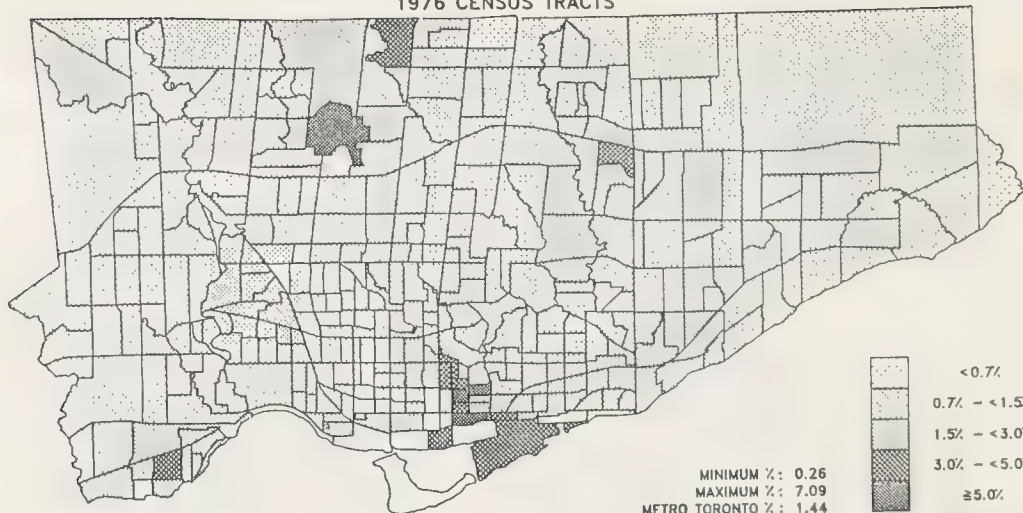 1976 CENSUS TRACTS
<0.7%
0.7% - <1.5%
1.5% - <3.0%
3.0% - <5.0%
≥5.0%
MINIMUM %: 0.26
MAXIMUM %: 7.09
METRO TORONTO %: 1.44